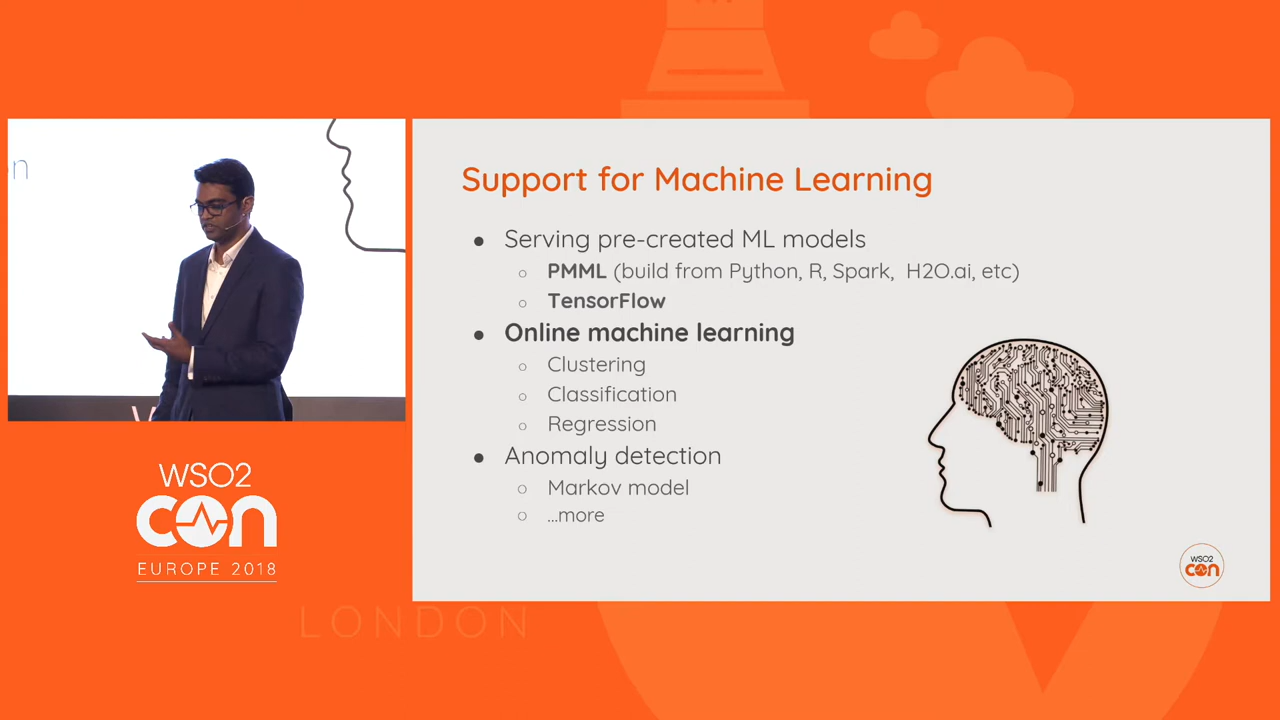 Support for Machine Learning
● Serving pre-created ML models
○ PMML (build from Python, R, Spark, H2O.ai, etc)
○ TensorFlow
● Online machine learning
○ Clustering
○ Classification
○ Regression
● Anomaly detection
○ Markov model
○ ...more
WSO2
con
EUROPE 2018
LONDON
WSO2
con